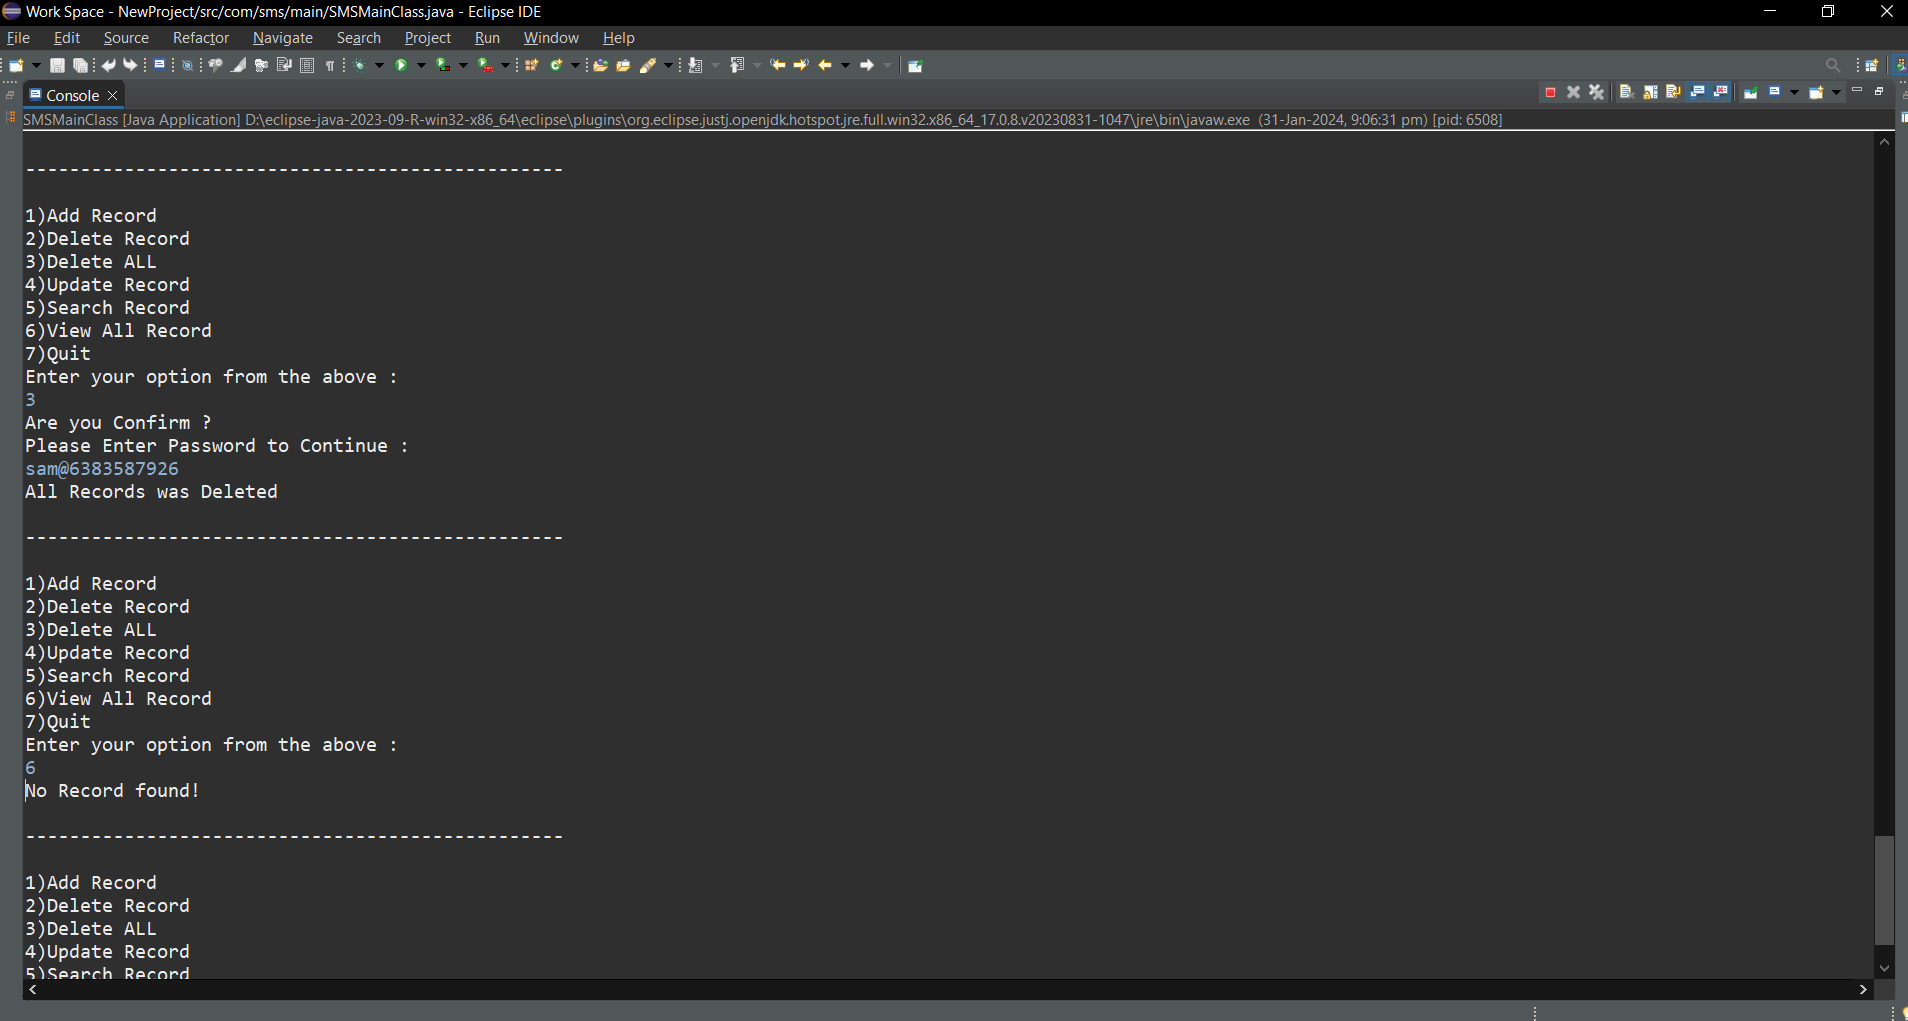 Work Space - NewProject/src/com/sms/main/SMSMainClass.java - Eclipse IDE
File Edit Source Refactor Navigate Search Project Run Window Help
Console
SMSMainClass [Java Application] D:\eclipse-java-2023-09-R-win32-x86_64\eclipse\plugins\org.eclipse.justj.openjdk.hotspot.jre.full.win32.x86_64_17.0.8.v20230831-1047\jre\bin\javaw.exe (31-Jan-2024, 9:06:31 pm) [pid: 6508]
-------------------------------------------------
1)Add Record
2)Delete Record
3)Delete ALL
4)Update Record
5)Search Record
6)View All Record
7)Quit
Enter your option from the above :
3
Are you Confirm ?
Please Enter Password to Continue :
sam@6383587926
All Records was Deleted
-------------------------------------------------
1)Add Record
2)Delete Record
3)Delete ALL
4)Update Record
5)Search Record
6)View All Record
7)Quit
Enter your option from the above :
6
No Record found!
-------------------------------------------------
1)Add Record
2)Delete Record
3)Delete ALL
4)Update Record
5)Search Record